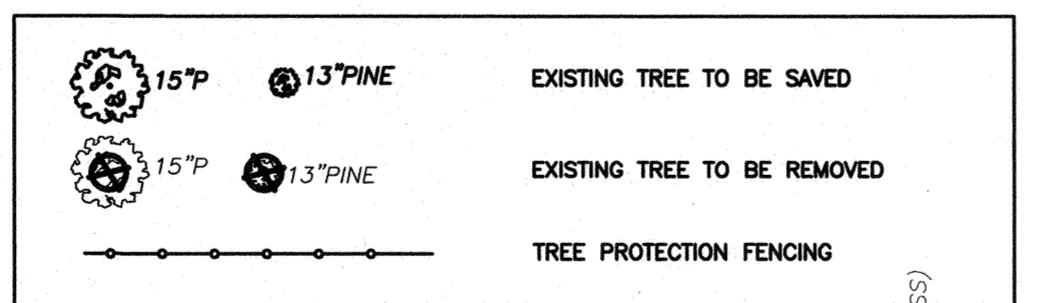 15"P 13"PINE EXISTING TREE TO BE SAVED
15"P 13"PINE EXISTING TREE TO BE REMOVED
TREE PROTECTION FENCING
SS)